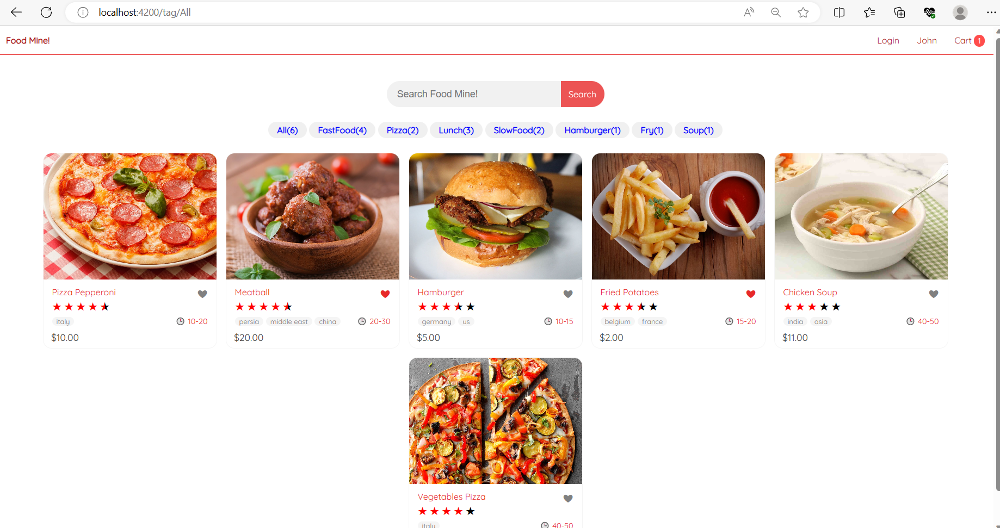 localhost:4200/tag/All
Food Mine!
Login John Cart 1
Search Food Mine! Search
All(6) FastFood(4) Pizza(2) Lunch(3) SlowFood(2) Hamburger(1) Fry(1) Soup(1)
Pizza Pepperoni
italy 10-20
$10.00
Meatball
persia middle east china 20-30
$20.00
Hamburger
germany us 10-15
$5.00
Fried Potatoes
belgium france 15-20
$2.00
Chicken Soup
india asia 40-50
$11.00
Vegetables Pizza
italy 40-50